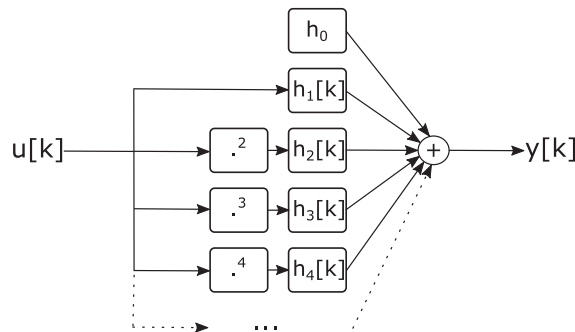 h₀
h₁[k]
u[k] .² h₂[k] + y[k]
.³ h₃[k]
.⁴ h₄[k]
...